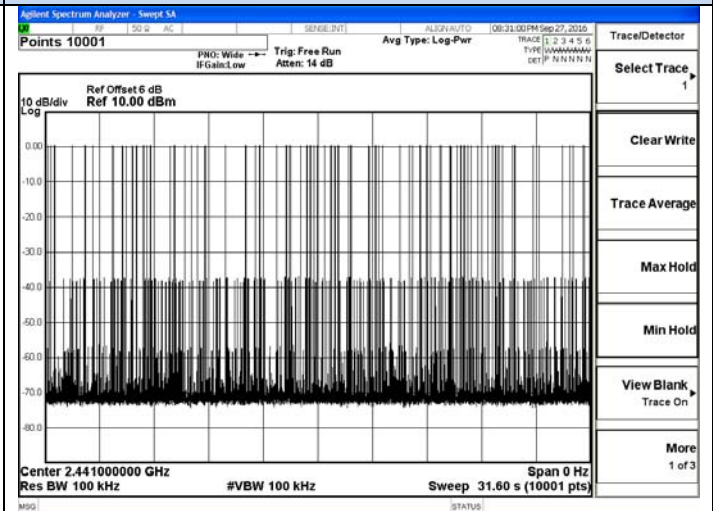 Agilent Spectrum Analyzer - Swept SA
RF 50 Ω AC SENSE:INT ALIGN AUTO 08:31:00 PM Sep 27, 2016
Points 10001
Avg Type: Log-Pwr
TRACE 1 2 3 4 5 6
TYPE
DET P N N N N N
PNO: Wide
IFGain:Low
Trig: Free Run
Atten: 14 dB
Ref Offset 6 dB
10 dB/div Ref 10.00 dBm
Log
0.00
-10.0
-20.0
-30.0
-40.0
-50.0
-60.0
-70.0
-80.0
Center 2.441000000 GHz Span 0 Hz
Res BW 100 kHz #VBW 100 kHz Sweep 31.60 s (10001 pts)
MSG STATUS
Trace/Detector
Select Trace
1
Clear Write
Trace Average
Max Hold
Min Hold
View Blank
Trace On
More
1 of 3